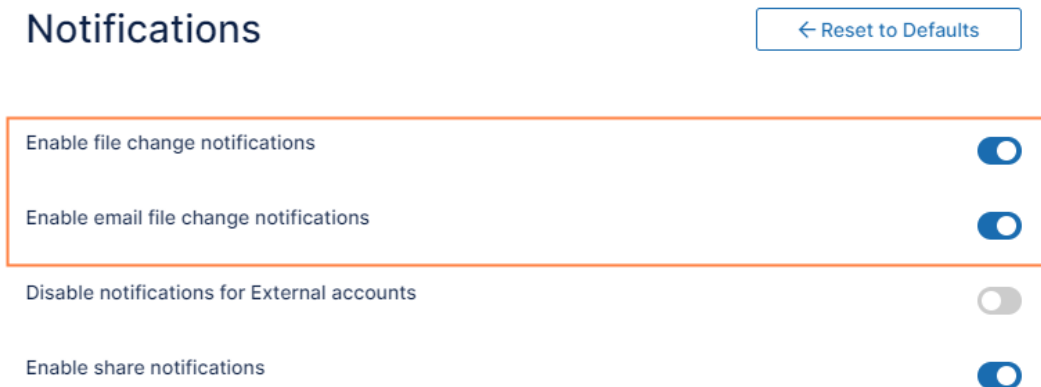 Notifications
← Reset to Defaults
Enable file change notifications
Enable email file change notifications
Disable notifications for External accounts
Enable share notifications